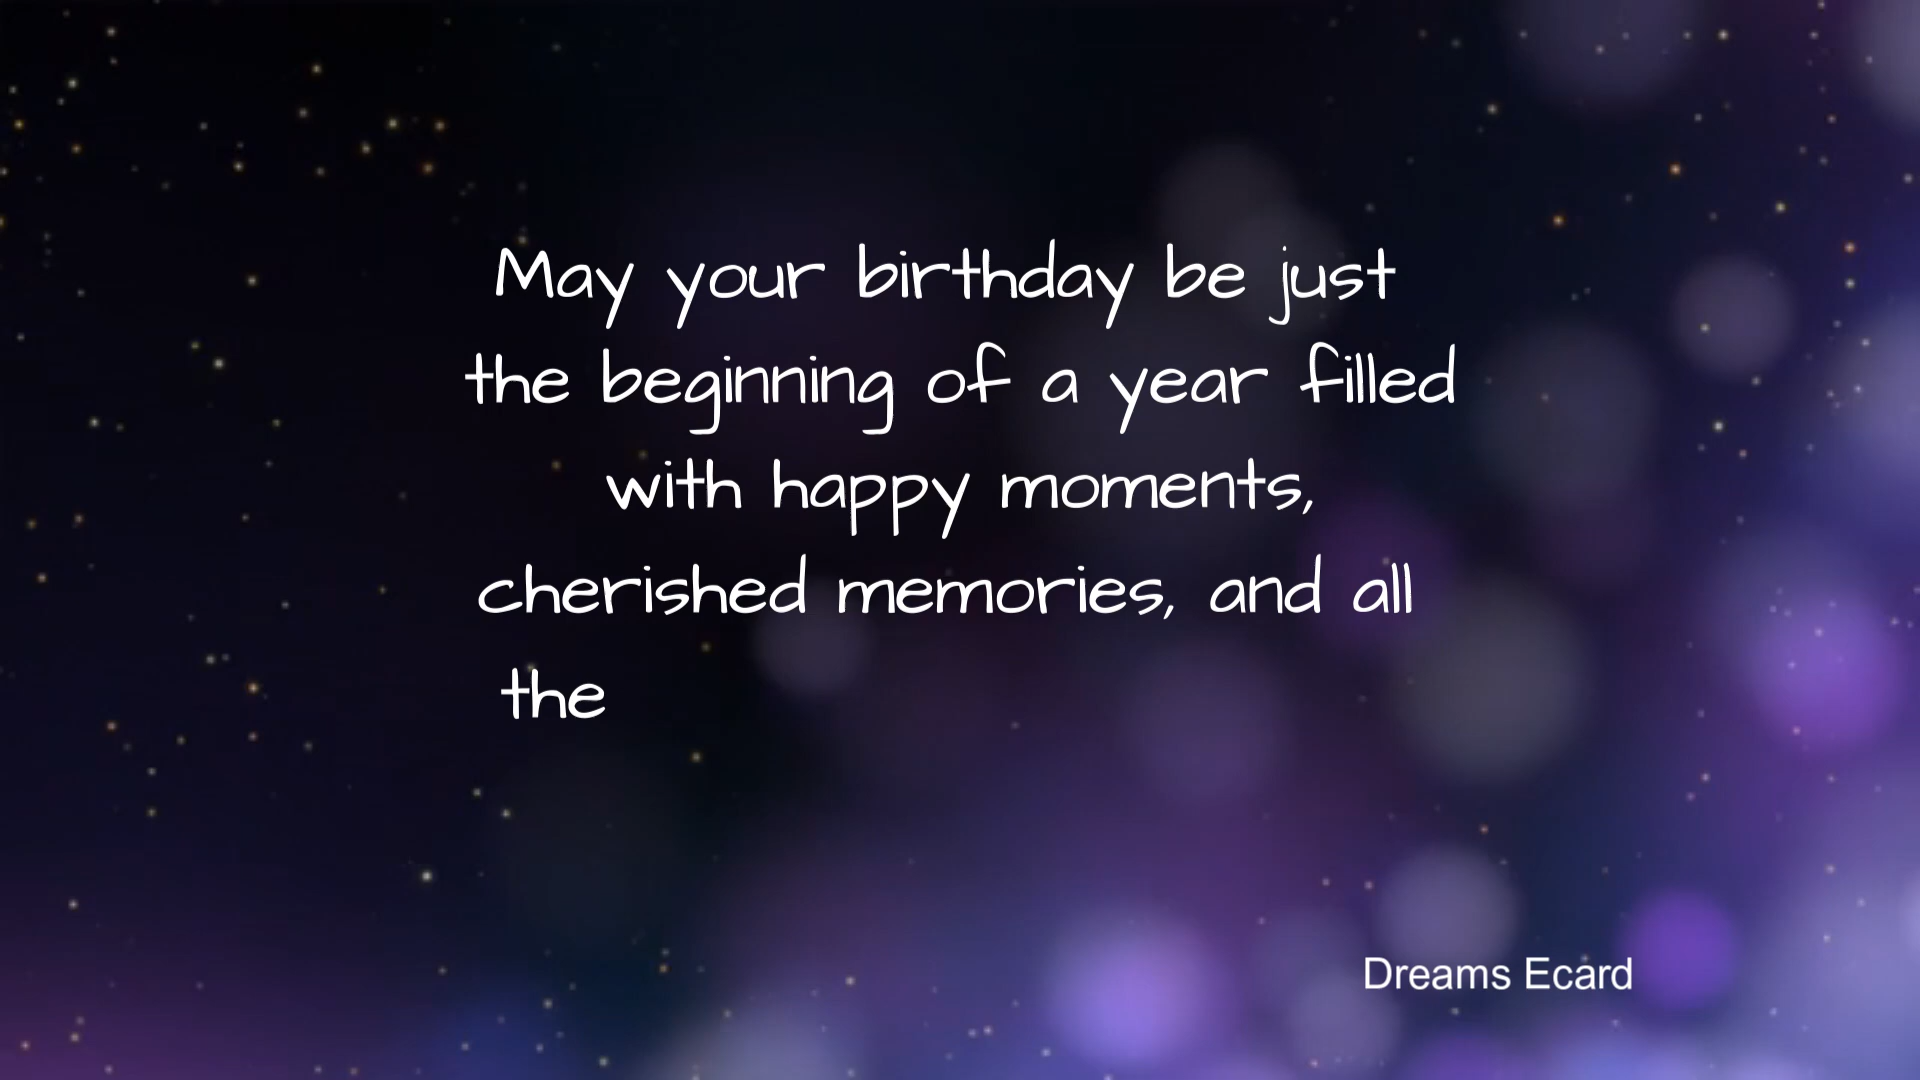 May your birthday be just
the beginning of a year filled
with happy moments,
cherished memories, and all
the
Dreams Ecard